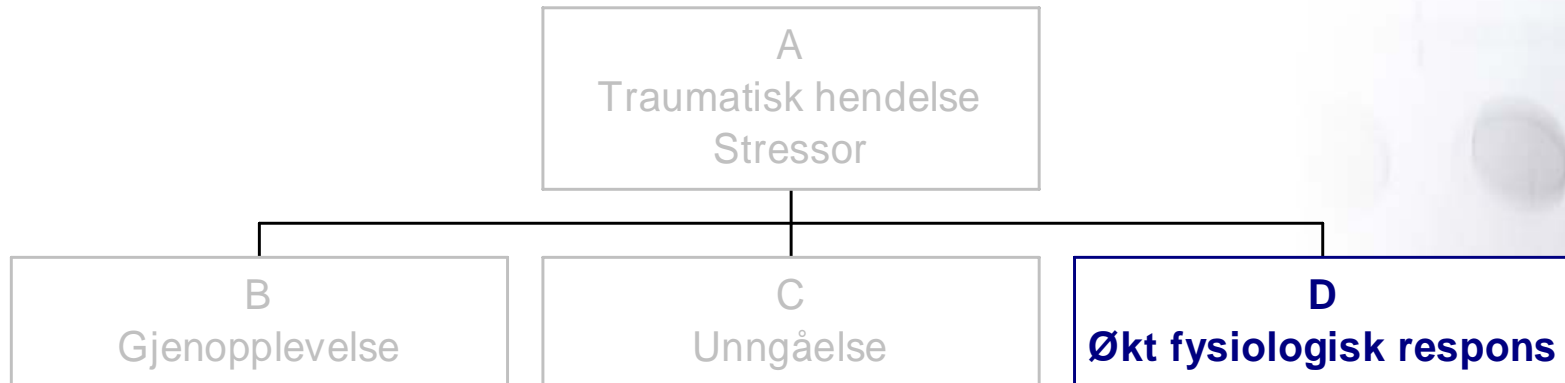 A
Traumatisk hendelse
Stressor
B
Gjenopplevelse
C
Unngåelse
D
Økt fysiologisk respons